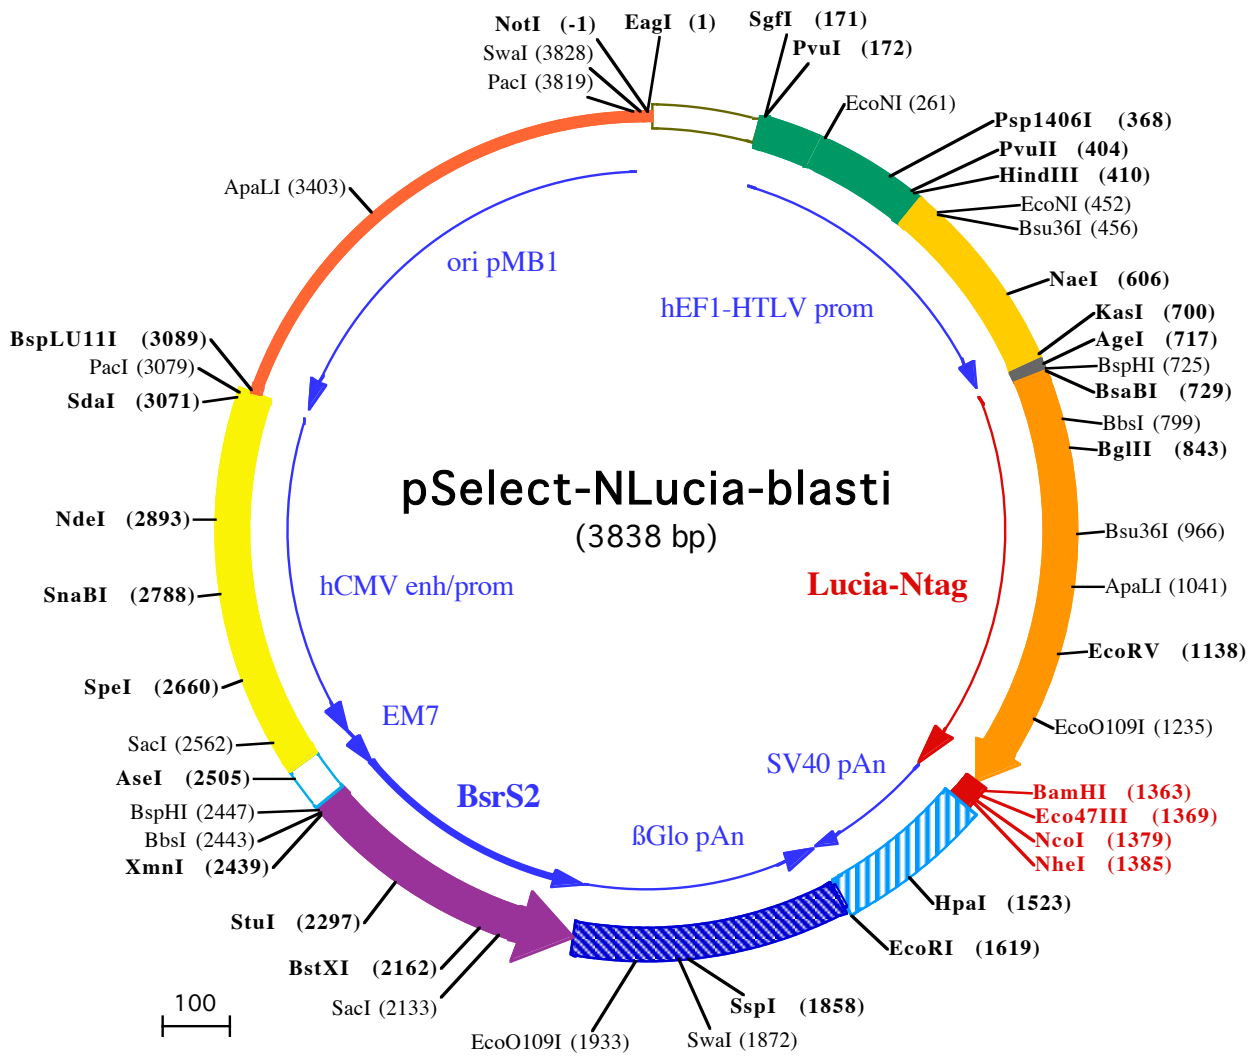 NotI (-1)
EagI (1)
SgfI (171)
PvuI (172)
SwaI (3828)
PacI (3819)
EcoNI (261)
Psp1406I (368)
PvuII (404)
HindIII (410)
EcoNI (452)
Bsu36I (456)
ApaLI (3403)
ori pMB1
hEF1-HTLV prom
NaeI (606)
KasI (700)
AgeI (717)
BspHI (725)
BsaBI (729)
BspLU11I (3089)
PacI (3079)
SdaI (3071)
BbsI (799)
BglII (843)
pSelect-NLucia-blasti
(3838 bp)
NdeI (2893)
Bsu36I (966)
hCMV enh/prom
Lucia-Ntag
SnaBI (2788)
ApaLI (1041)
EcoRV (1138)
SpeI (2660)
EM7
EcoO109I (1235)
SacI (2562)
AseI (2505)
SV40 pAn
BsrS2
BamHI (1363)
Eco47III (1369)
NcoI (1379)
NheI (1385)
BspHI (2447)
BbsI (2443)
XmnI (2439)
ßGlo pAn
HpaI (1523)
StuI (2297)
EcoRI (1619)
BstXI (2162)
SacI (2133)
SspI (1858)
100
EcoO109I (1933)
SwaI (1872)